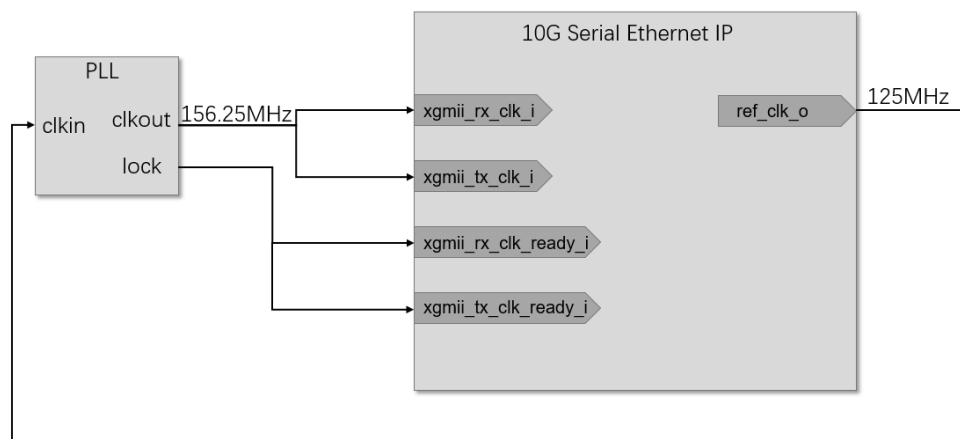 10G Serial Ethernet IP
PLL
clkin
clkout
lock
156.25MHz
xgmii_rx_clk_i
xgmii_tx_clk_i
xgmii_rx_clk_ready_i
xgmii_tx_clk_ready_i
ref_clk_o
125MHz